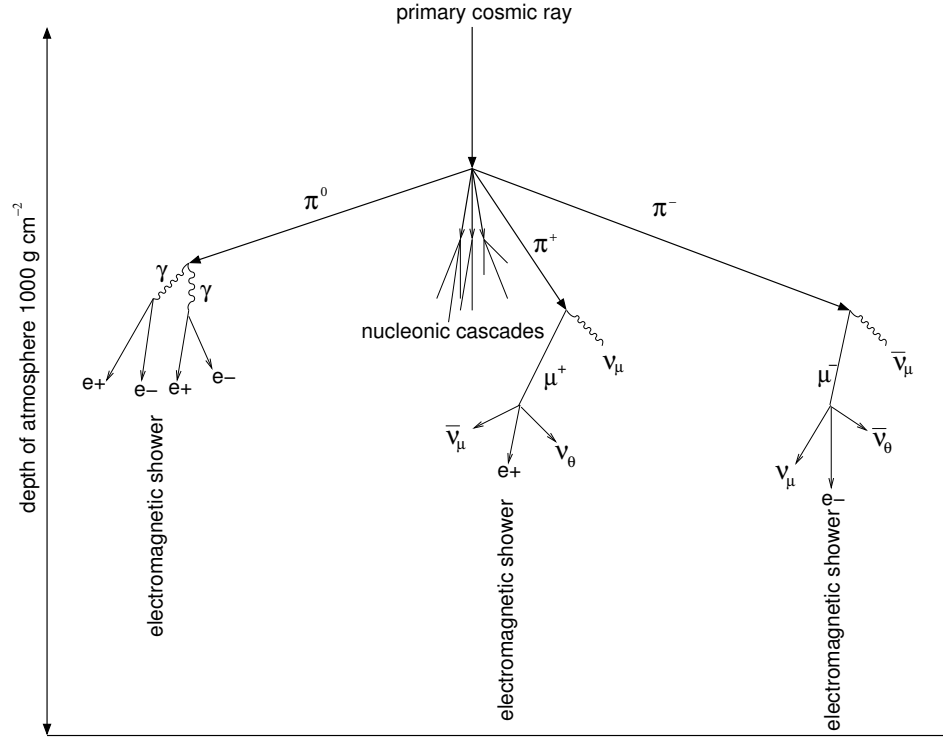 primary cosmic ray
π⁰
π⁻
π⁺
γ
γ
nucleonic cascades
e+
e−
e+
e−
electromagnetic shower
μ⁺
ν_μ
ν̅_μ
e+
ν_θ
electromagnetic shower
μ⁻
ν̅_μ
ν_μ
e−
ν̅_θ
electromagnetic shower
depth of atmosphere 1000 g cm⁻²